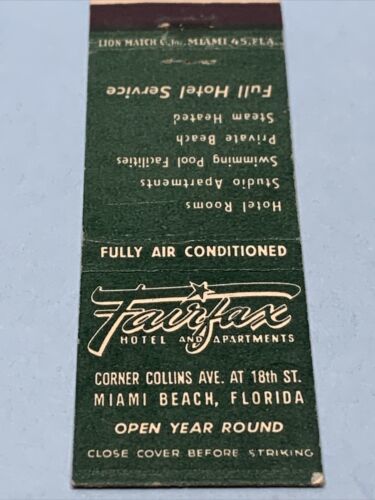 LION MATCH C., Inc. MIAMI 45, FLA.
Full Hotel Service
Steam Heated
Private Beach
Swimming Pool Facilities
Studio Apartments
Hotel Rooms
FULLY AIR CONDITIONED
Fairfax
HOTEL AND APARTMENTS
CORNER COLLINS AVE. AT 18th ST.
MIAMI BEACH, FLORIDA
OPEN YEAR ROUND
CLOSE COVER BEFORE STRIKING